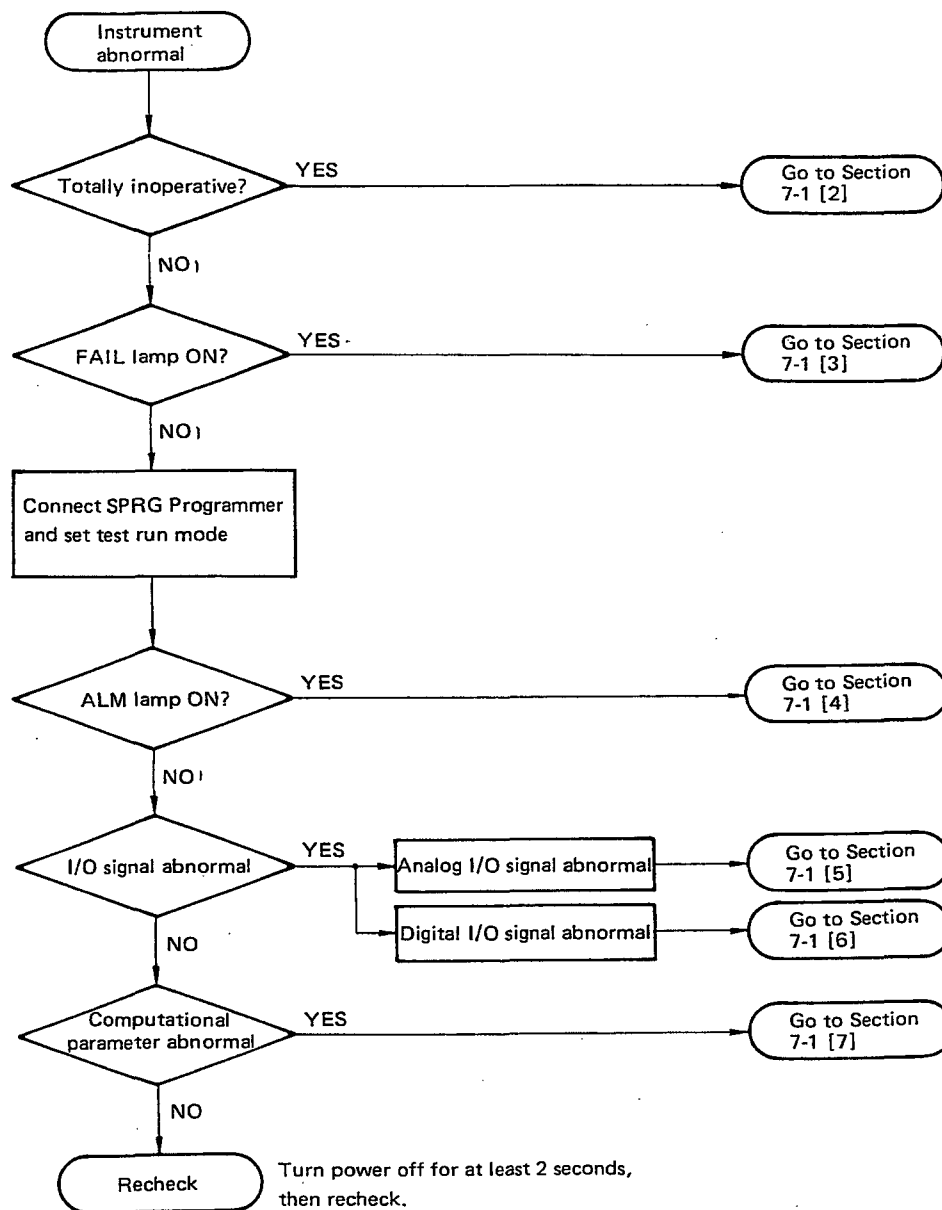 Instrument
abnormal
Totally inoperative?
YES
Go to Section
7-1 [2]
NO
FAIL lamp ON?
YES
Go to Section
7-1 [3]
NO
Connect SPRG Programmer
and set test run mode
ALM lamp ON?
YES
Go to Section
7-1 [4]
NO
I/O signal abnormal
YES
Analog I/O signal abnormal
Go to Section
7-1 [5]
Digital I/O signal abnormal
Go to Section
7-1 [6]
NO
Computational
parameter abnormal
YES
Go to Section
7-1 [7]
NO
Recheck
Turn power off for at least 2 seconds,
then recheck.